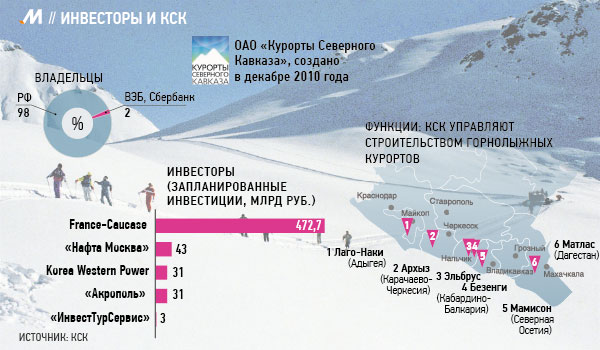 .М // ИНВЕСТОРЫ И КСК
КУРОРТЫ
СЕВЕРНОГО
КАВКАЗА
ОАО «Курорты Северного
Кавказа», создано
в декабре 2010 года
ВЛАДЕЛЬЦЫ
РФ
98
%
ВЭБ, Сбербанк
2
ФУНКЦИИ: КСК УПРАВЛЯЮТ
СТРОИТЕЛЬСТВОМ ГОРНОЛЫЖНЫХ
КУРОРТОВ
ИНВЕСТОРЫ
(ЗАПЛАНИРОВАННЫЕ
ИНВЕСТИЦИИ, МЛРД РУБ.)
France-Caucase 472,7
«Нафта Москва» 43
Korea Western Power 31
«Акрополь» 31
«ИнвестТурСервис» 3
Краснодар
Ставрополь
Майкоп
Черкасск
Нальчик
Владикавказ
Грозный
Махачкала
1
2
3 4
5
6
1 Лаго-Наки
(Адыгея)
2 Архыз
(Карачаево-
Черкесия)
3 Эльбрус
4 Безенги
(Кабардино-
Балкария)
5 Мамисон
(Северная
Осетия)
6 Матлас
(Дагестан)
ИСТОЧНИК: КСК